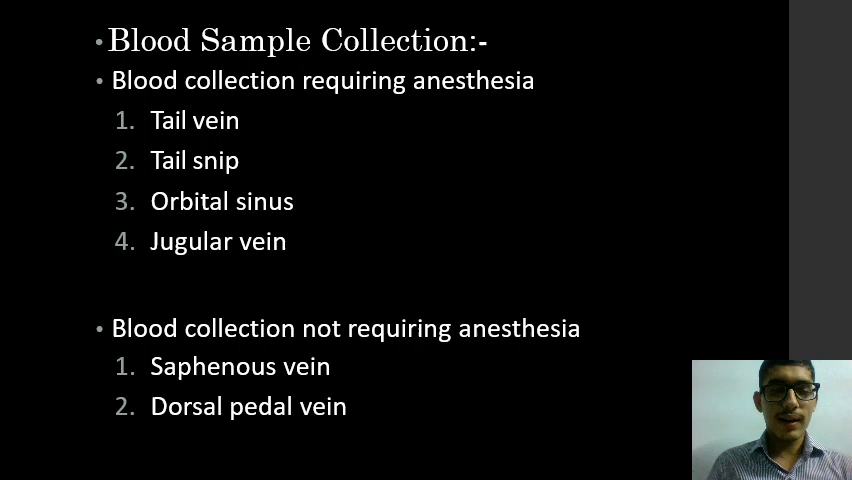 • Blood Sample Collection:-
• Blood collection requiring anesthesia
1. Tail vein
2. Tail snip
3. Orbital sinus
4. Jugular vein
• Blood collection not requiring anesthesia
1. Saphenous vein
2. Dorsal pedal vein